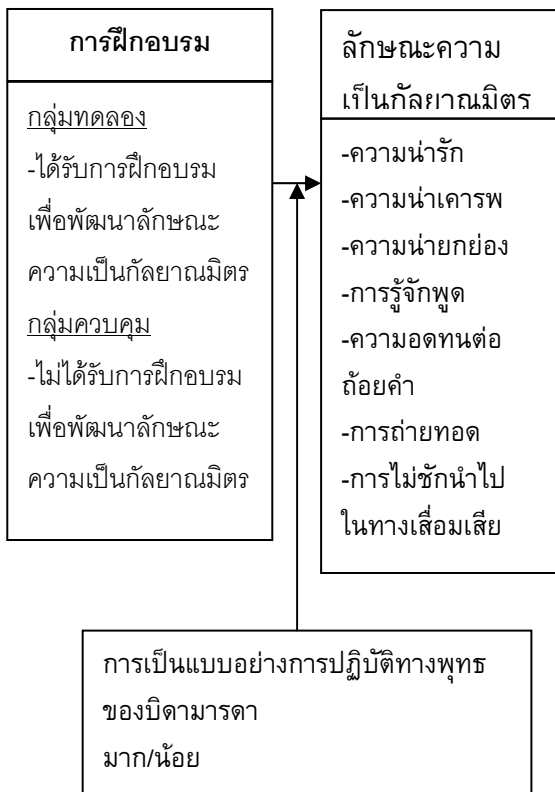 การฝึกอบรม
กลุ่มทดลอง
-ได้รับการฝึกอบรม
เพื่อพัฒนาลักษณะ
ความเป็นกัลยาณมิตร
กลุ่มควบคุม
-ไม่ได้รับการฝึกอบรม
เพื่อพัฒนาลักษณะ
ความเป็นกัลยาณมิตร
ลักษณะความ
เป็นกัลยาณมิตร
-ความน่ารัก
-ความน่าเคารพ
-ความน่ายกย่อง
-การรู้จักพูด
-ความอดทนต่อ
ถ้อยคำ
-การถ่ายทอด
-การไม่ชักนำไป
ในทางเสื่อมเสีย
การเป็นแบบอย่างการปฏิบัติทางพุทธ
ของบิดามารดา
มาก/น้อย